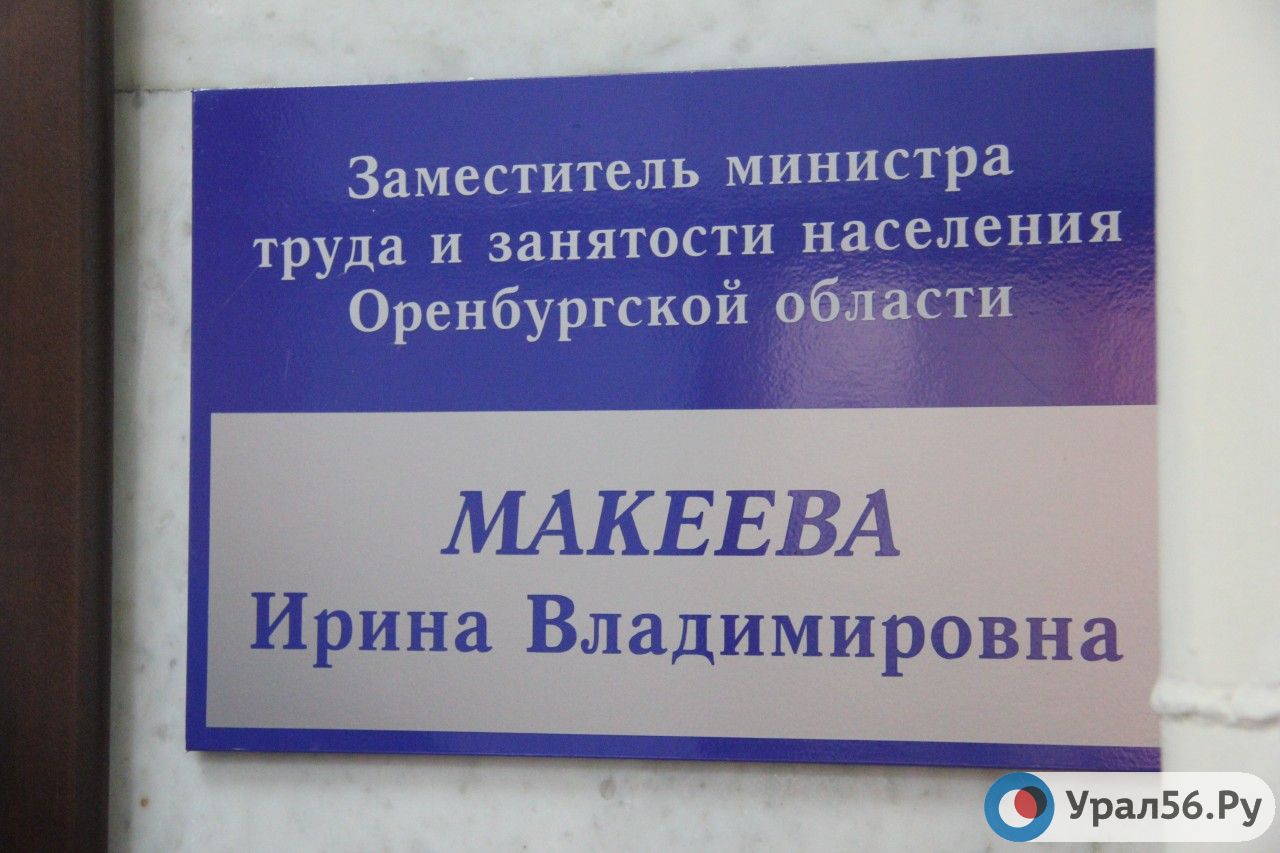 Заместитель министра
труда и занятости населения
Оренбургской области
МАКЕЕВА
Ирина Владимировна
Урал56.Ру